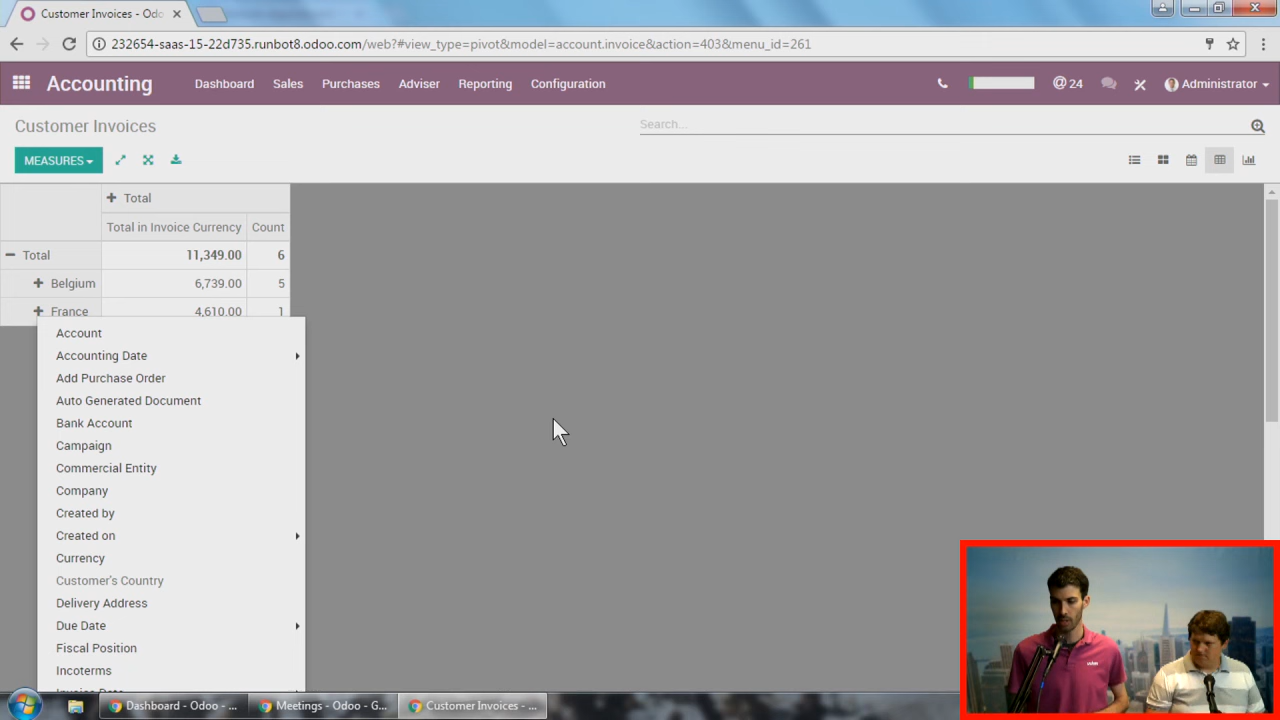 Customer Invoices - Odo
232654-saas-15-22d735.runbot8.odoo.com/web?#view_type=pivot&model=account.invoice&action=403&menu_id=261
Accounting
Dashboard
Sales
Purchases
Adviser
Reporting
Configuration
@ 24
Administrator
Customer Invoices
Search...
MEASURES
+ Total
Total in Invoice Currency
Count
Total
11,349.00
6
Belgium
6,739.00
5
France
4,610.00
1
Account
Accounting Date
Add Purchase Order
Auto Generated Document
Bank Account
Campaign
Commercial Entity
Company
Created by
Created on
Currency
Customer's Country
Delivery Address
Due Date
Fiscal Position
Incoterms
Invoice Date
Dashboard - Odoo - ...
Meetings - Odoo - G...
Customer Invoices - ...